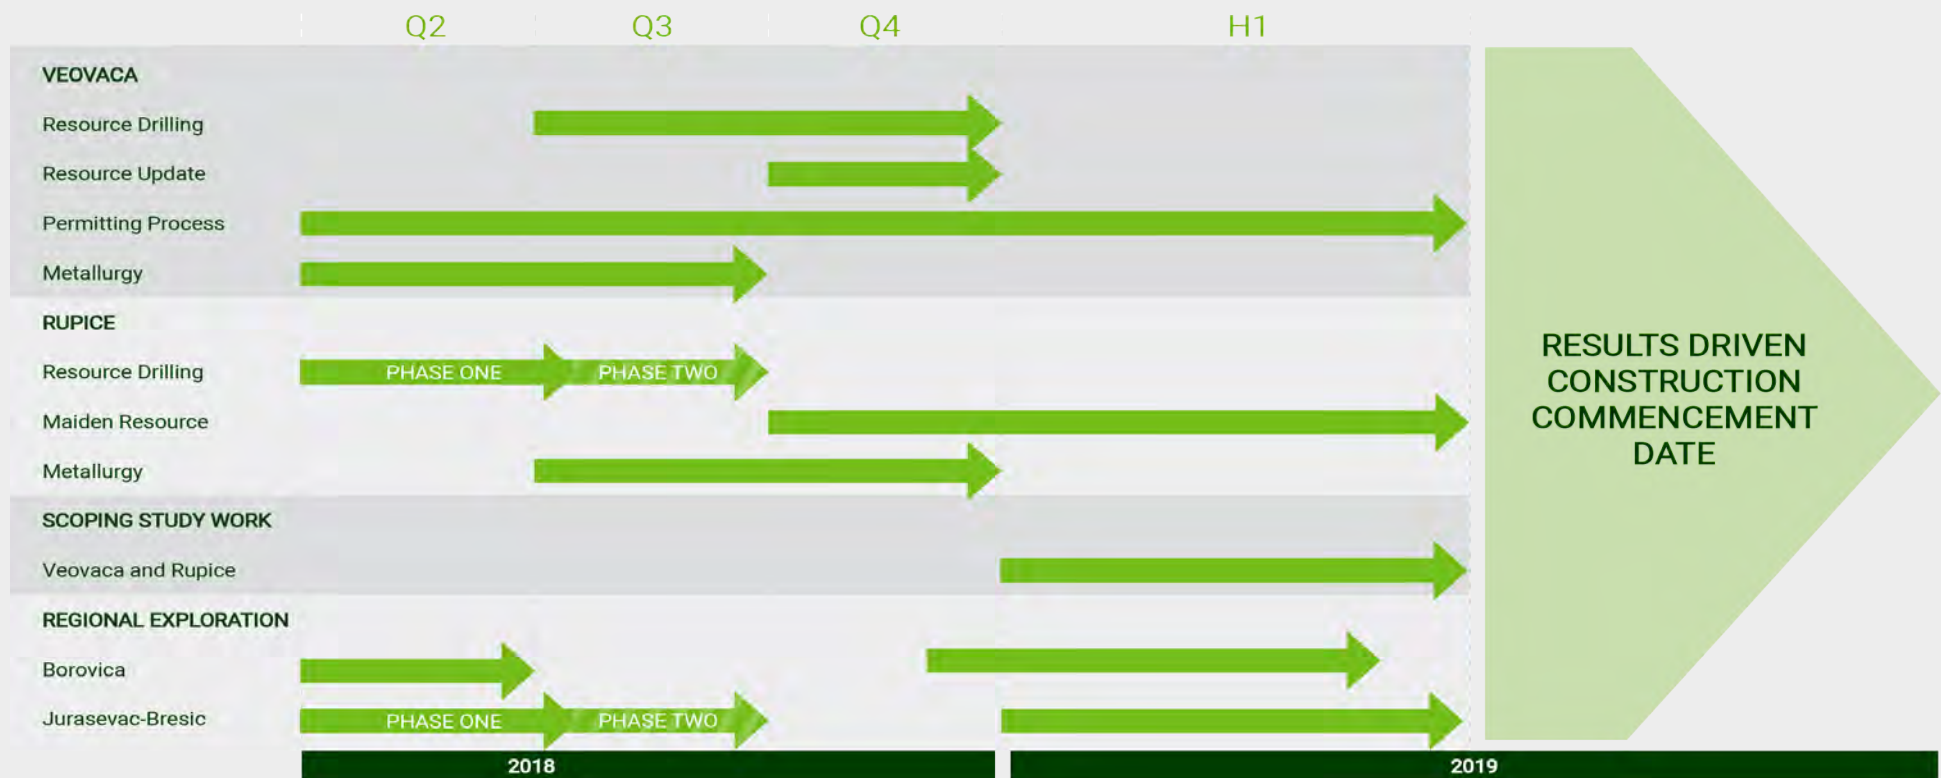 Q2 Q3 Q4 H1
VEOVACA
Resource Drilling
Resource Update
Permitting Process
Metallurgy
RUPICE
Resource Drilling PHASE ONE PHASE TWO
Maiden Resource
Metallurgy
SCOPING STUDY WORK
Veovaca and Rupice
REGIONAL EXPLORATION
Borovica
Jurasevac-Bresic PHASE ONE PHASE TWO
2018 2019
RESULTS DRIVEN
CONSTRUCTION
COMMENCEMENT
DATE